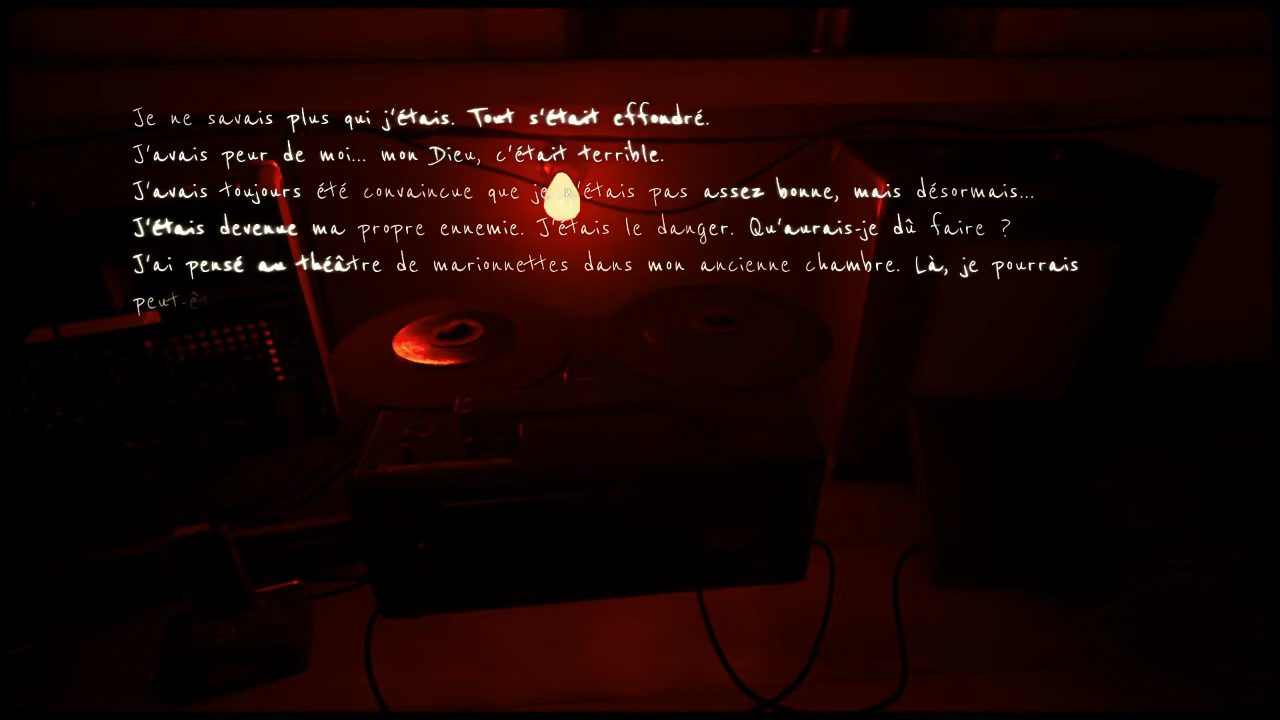 Je ne savais plus qui j'étais. Tout s'était effondré.
J'avais peur de moi... mon Dieu, c'était terrible.
J'avais toujours été convaincue que je n'étais pas assez bonne, mais désormais...
J'étais devenue ma propre ennemie. J'étais le danger. Qu'aurais-je dû faire ?
J'ai pensé au théâtre de marionnettes dans mon ancienne chambre. Là, je pourrais
peut-ê